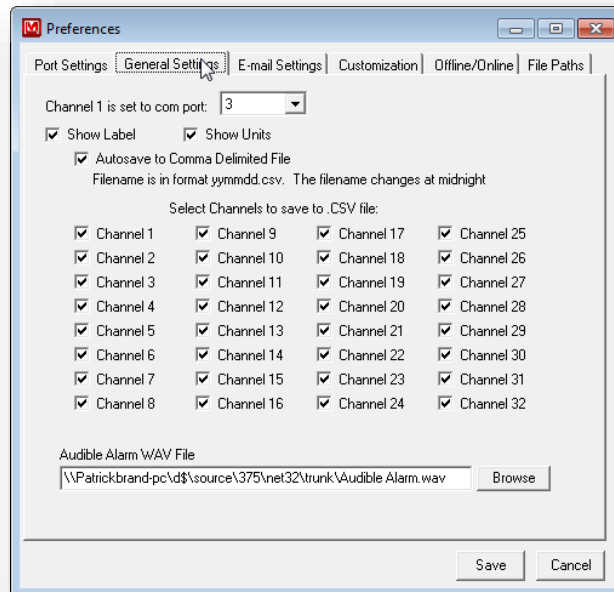 Preferences
Port Settings General Settings E-mail Settings Customization Offline/Online File Paths
Channel 1 is set to com port: 3
Show Label Show Units
Autosave to Comma Delimited File
Filename is in format yymmdd.csv. The filename changes at midnight
Select Channels to save to .CSV file:
Channel 1 Channel 9 Channel 17 Channel 25
Channel 2 Channel 10 Channel 18 Channel 26
Channel 3 Channel 11 Channel 19 Channel 27
Channel 4 Channel 12 Channel 20 Channel 28
Channel 5 Channel 13 Channel 21 Channel 29
Channel 6 Channel 14 Channel 22 Channel 30
Channel 7 Channel 15 Channel 23 Channel 31
Channel 8 Channel 16 Channel 24 Channel 32
Audible Alarm WAV File
\\Patrickbrand-pc\d$\source\375\net32\trunk\Audible Alarm.wav Browse
Save Cancel